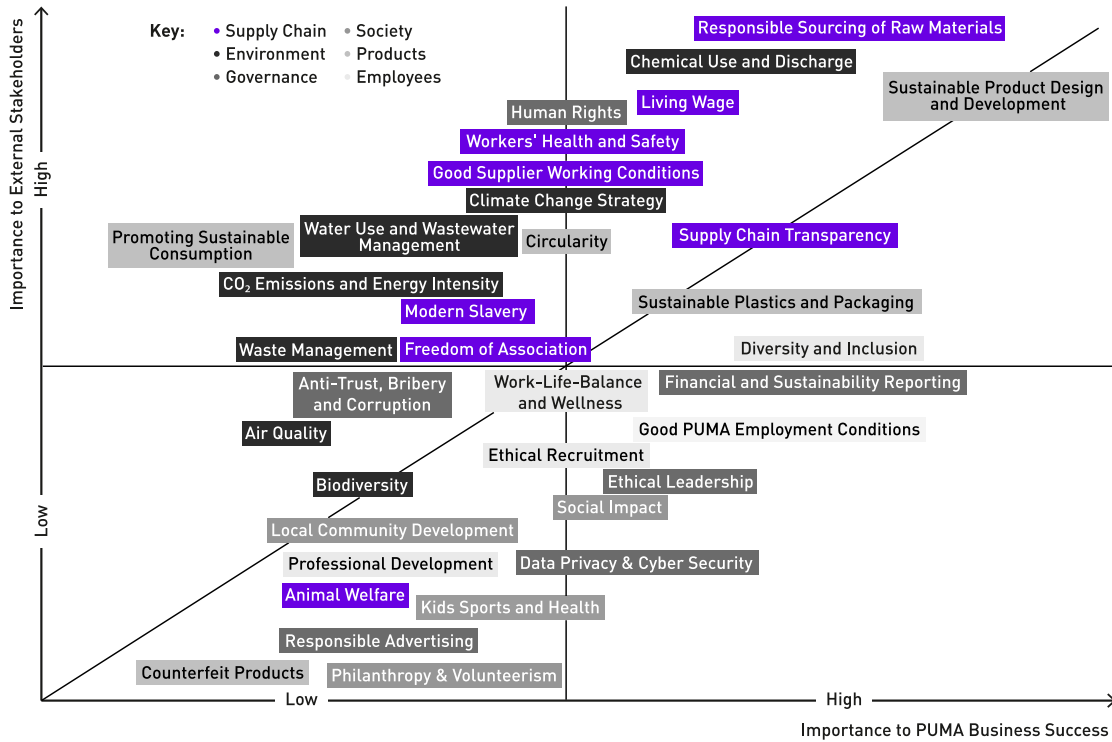 Importance to External Stakeholders
High
Low
Key:
Supply Chain
Environment
Governance
Society
Products
Employees
Responsible Sourcing of Raw Materials
Chemical Use and Discharge
Sustainable Product Design
and Development
Living Wage
Human Rights
Workers' Health and Safety
Good Supplier Working Conditions
Climate Change Strategy
Promoting Sustainable
Consumption
Water Use and Wastewater
Management
Circularity
Supply Chain Transparency
CO₂ Emissions and Energy Intensity
Sustainable Plastics and Packaging
Modern Slavery
Waste Management
Freedom of Association
Diversity and Inclusion
Anti-Trust, Bribery
and Corruption
Work-Life-Balance
and Wellness
Financial and Sustainability Reporting
Air Quality
Good PUMA Employment Conditions
Ethical Recruitment
Biodiversity
Ethical Leadership
Social Impact
Local Community Development
Professional Development
Data Privacy & Cyber Security
Animal Welfare
Kids Sports and Health
Responsible Advertising
Counterfeit Products
Philanthropy & Volunteerism
Low
High
Importance to PUMA Business Success